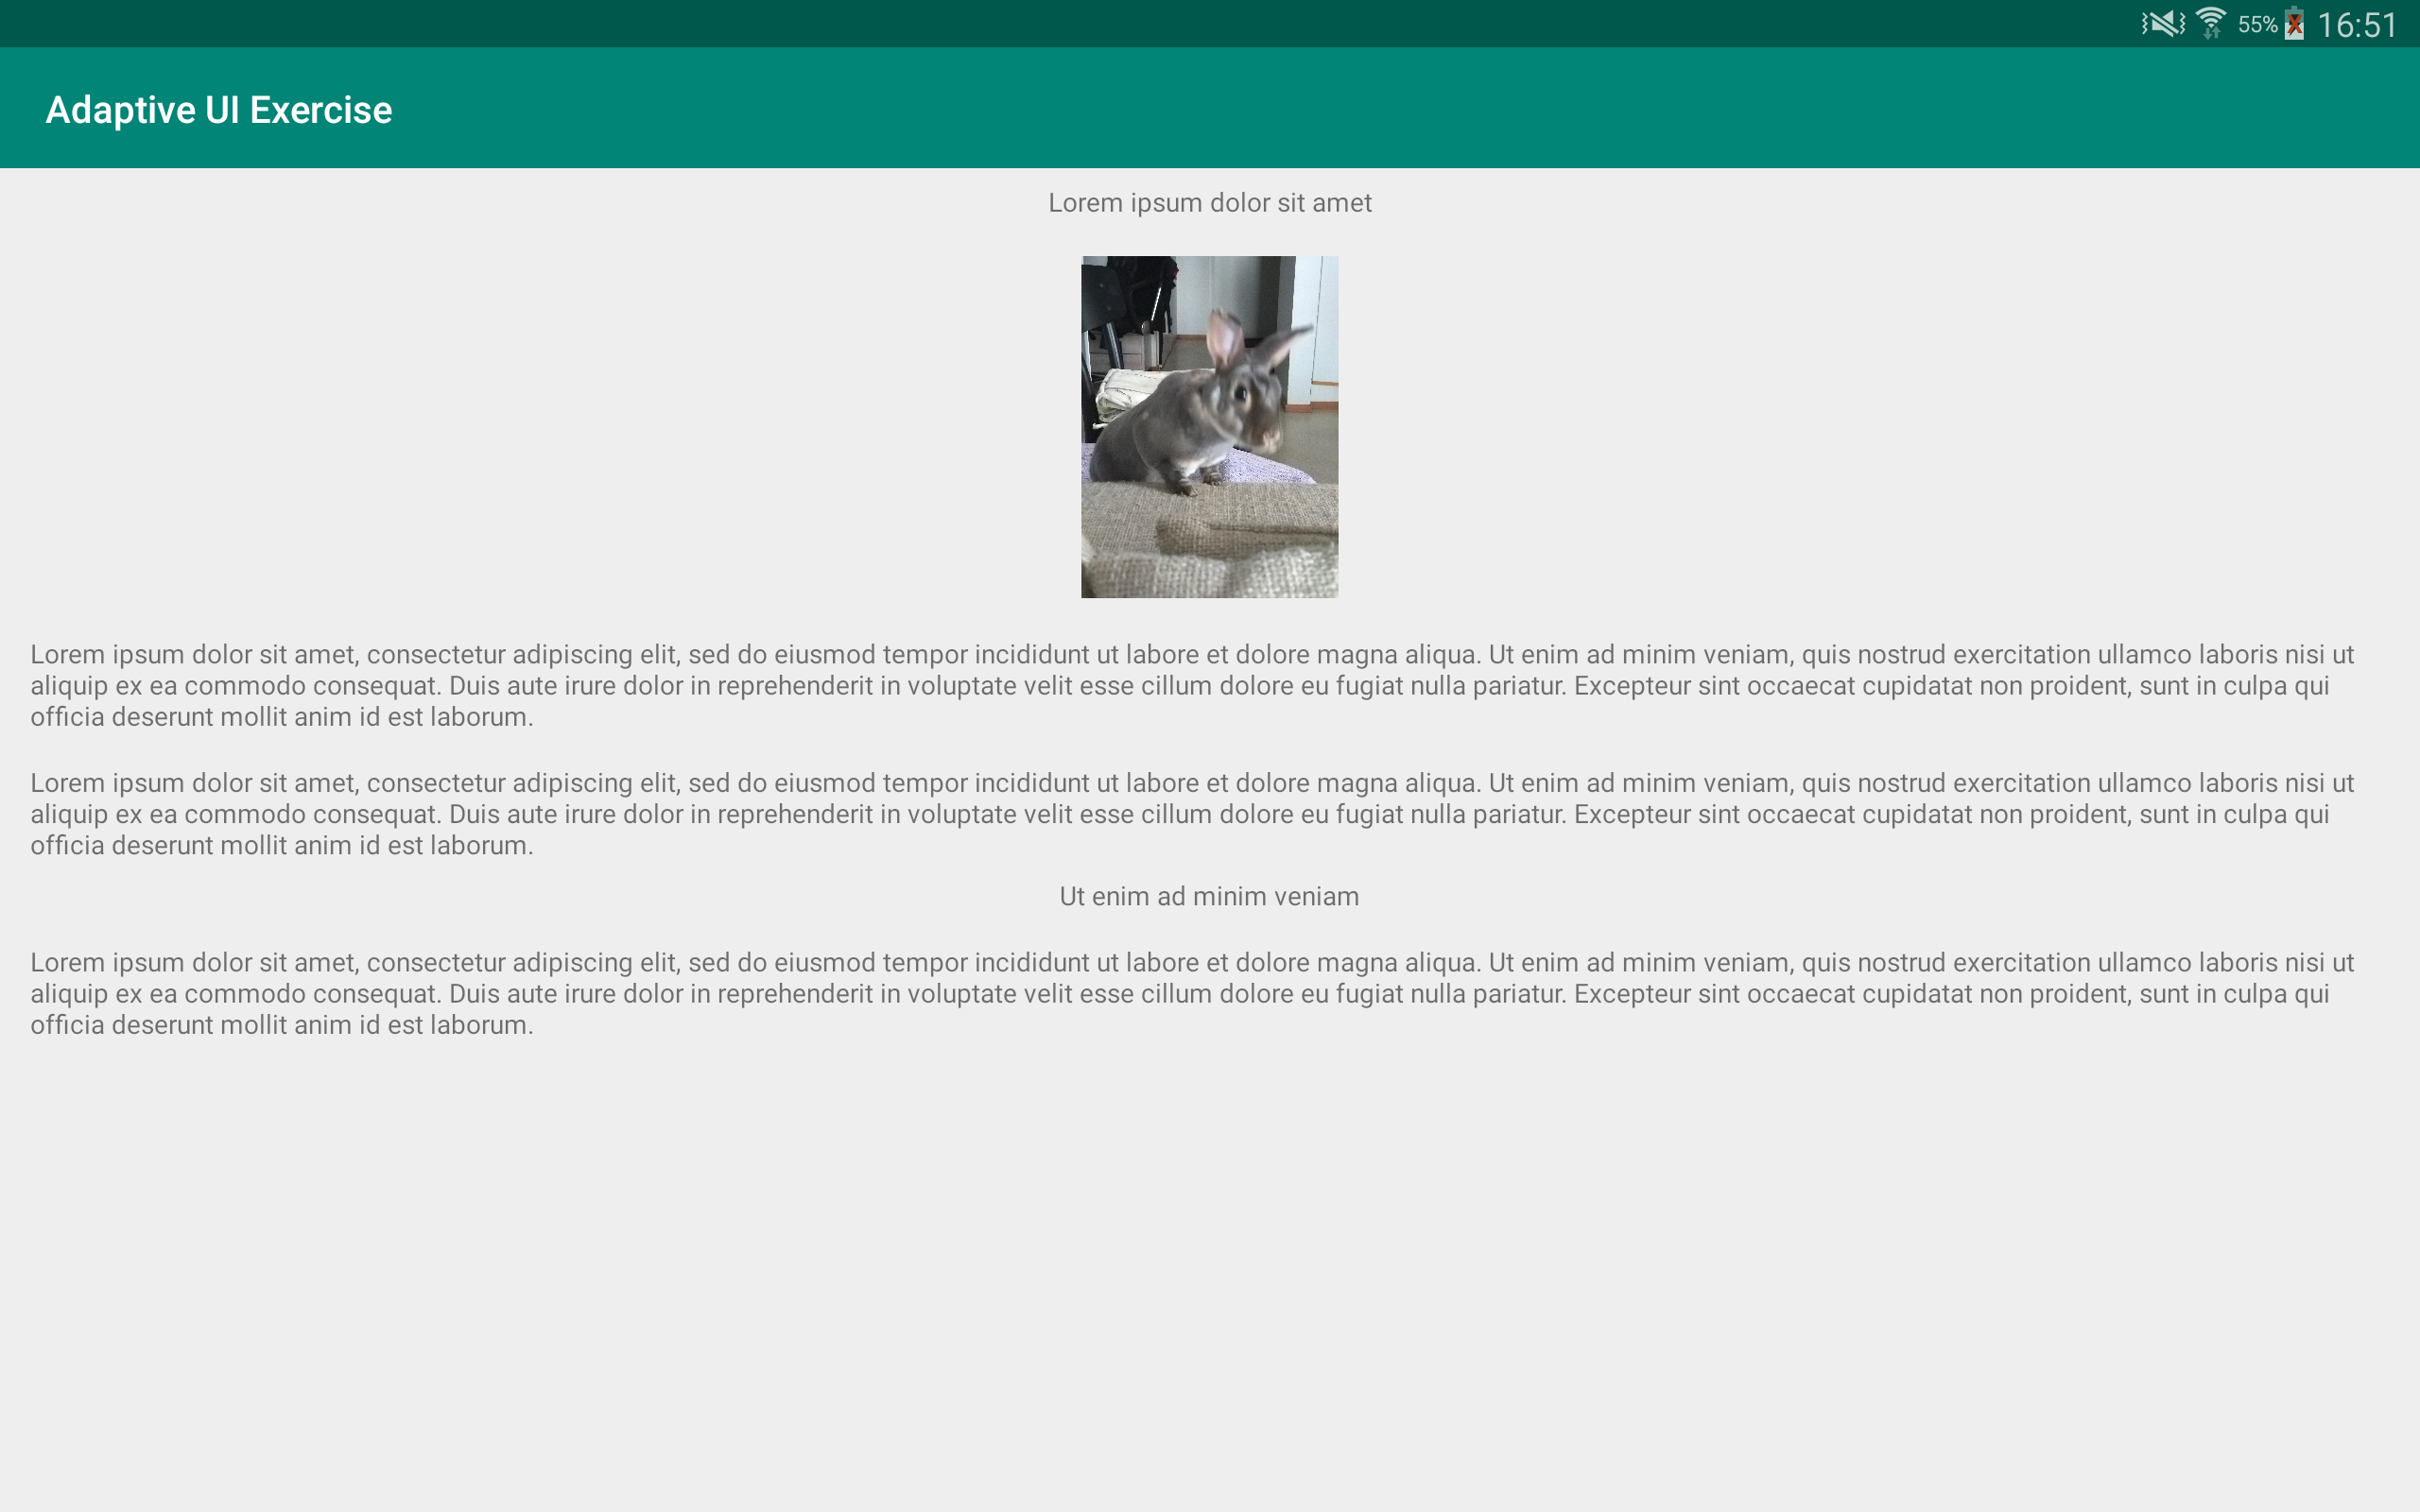 55% 16:51
Adaptive UI Exercise
Lorem ipsum dolor sit amet
Lorem ipsum dolor sit amet, consectetur adipiscing elit, sed do eiusmod tempor incididunt ut labore et dolore magna aliqua. Ut enim ad minim veniam, quis nostrud exercitation ullamco laboris nisi ut
aliquip ex ea commodo consequat. Duis aute irure dolor in reprehenderit in voluptate velit esse cillum dolore eu fugiat nulla pariatur. Excepteur sint occaecat cupidatat non proident, sunt in culpa qui
officia deserunt mollit anim id est laborum.
Lorem ipsum dolor sit amet, consectetur adipiscing elit, sed do eiusmod tempor incididunt ut labore et dolore magna aliqua. Ut enim ad minim veniam, quis nostrud exercitation ullamco laboris nisi ut
aliquip ex ea commodo consequat. Duis aute irure dolor in reprehenderit in voluptate velit esse cillum dolore eu fugiat nulla pariatur. Excepteur sint occaecat cupidatat non proident, sunt in culpa qui
officia deserunt mollit anim id est laborum.
Ut enim ad minim veniam
Lorem ipsum dolor sit amet, consectetur adipiscing elit, sed do eiusmod tempor incididunt ut labore et dolore magna aliqua. Ut enim ad minim veniam, quis nostrud exercitation ullamco laboris nisi ut
aliquip ex ea commodo consequat. Duis aute irure dolor in reprehenderit in voluptate velit esse cillum dolore eu fugiat nulla pariatur. Excepteur sint occaecat cupidatat non proident, sunt in culpa qui
officia deserunt mollit anim id est laborum.